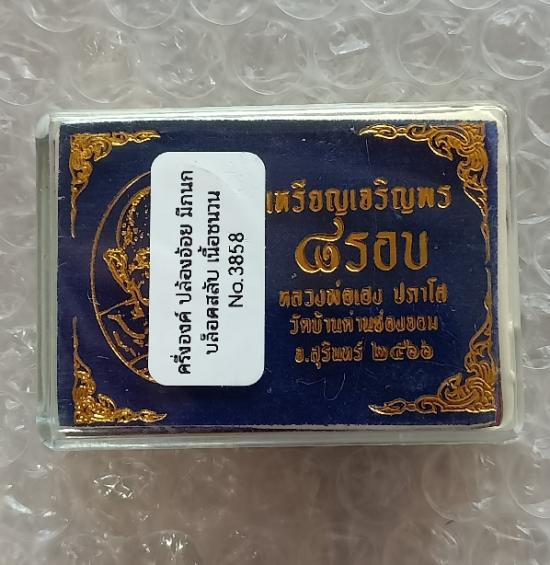 เหรียญเจริญพร
๘รอบ
หลวงพ่อเฮง ปภาโส
วัดบ้านด่านช่องจอม
จ.สุรินทร์ ๒๕๖๖
ครึ่งองค์ ปล้องอ้อย มีกนก
บล็อคสลับ เนื้อชนวน
No.3858